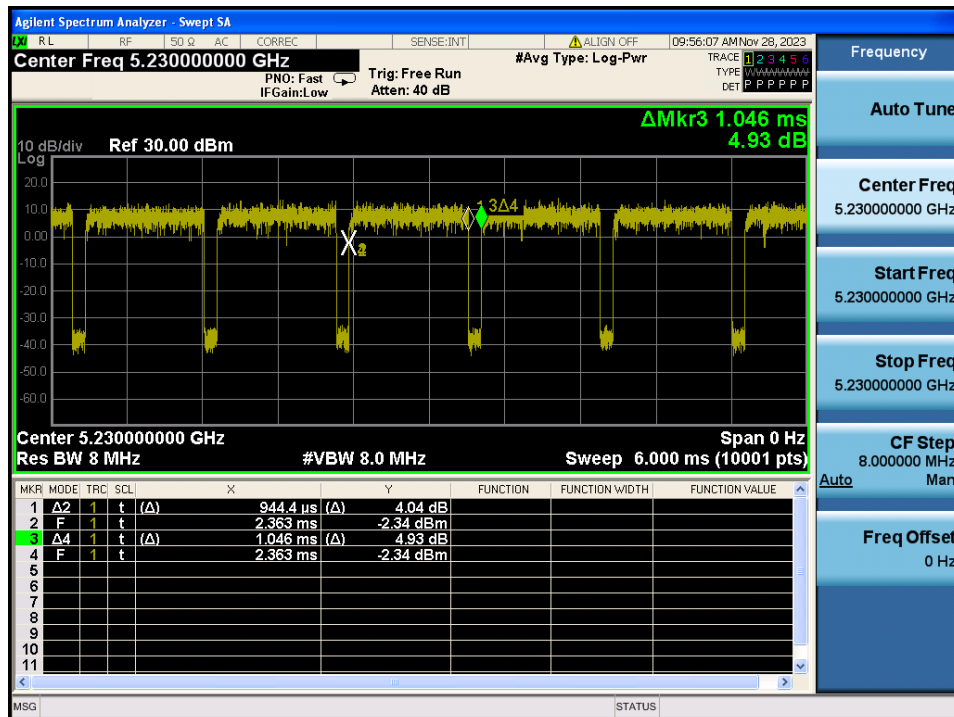 Agilent Spectrum Analyzer - Swept SA
LXI RL RF 50 Ω AC CORREC SENSE:INT ALIGN OFF 09:56:07 AM Nov 28, 2023
Center Freq 5.230000000 GHz
PNO: Fast
IFGain:Low
Trig: Free Run
Atten: 40 dB
#Avg Type: Log-Pwr
TRACE 1 2 3 4 5 6
TYPE WWWWWW
DET P P P P P P
ΔMkr3 1.046 ms
4.93 dB
10 dB/div Ref 30.00 dBm
Log
20.0
10.0
0.00
-10.0
-20.0
-30.0
-40.0
-50.0
-60.0
3Δ4
Center 5.230000000 GHz Span 0 Hz
Res BW 8 MHz #VBW 8.0 MHz Sweep 6.000 ms (10001 pts)
MKR MODE TRC SCL X Y FUNCTION FUNCTION WIDTH FUNCTION VALUE
1 Δ2 1 t (Δ) 944.4 µs (Δ) 4.04 dB
2 F 1 t 2.363 ms -2.34 dBm
3 Δ4 1 t (Δ) 1.046 ms (Δ) 4.93 dB
4 F 1 t 2.363 ms -2.34 dBm
5
6
7
8
9
10
11
MSG STATUS
Frequency
Auto Tune
Center Freq
5.230000000 GHz
Start Freq
5.230000000 GHz
Stop Freq
5.230000000 GHz
CF Step
8.000000 MHz
Auto Man
Freq Offset
0 Hz